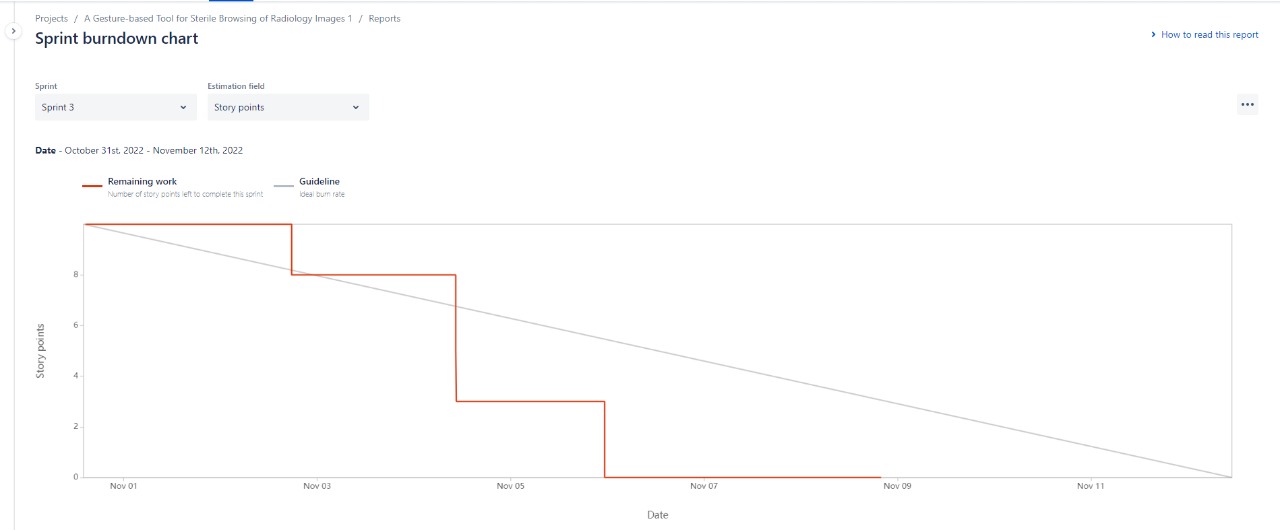 Projects / A Gesture-based Tool for Sterile Browsing of Radiology Images 1 / Reports
Sprint burndown chart
How to read this report
Sprint Estimation field
Sprint 3 Story points
Date - October 31st, 2022 - November 12th, 2022
Remaining work Guideline
Number of story points left to complete this sprint Ideal burn rate
8
6
4
2
0
Story points
Nov 01 Nov 03 Nov 05 Nov 07 Nov 09 Nov 11
Date